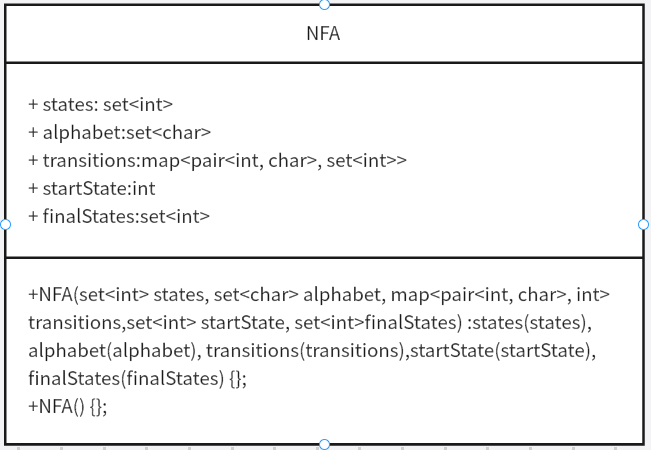 NFA
+ states: set<int>
+ alphabet:set<char>
+ transitions:map<pair<int, char>, set<int>>
+ startState:int
+ finalStates:set<int>
+NFA(set<int> states, set<char> alphabet, map<pair<int, char>, int>
transitions,set<int> startState, set<int>finalStates) :states(states),
alphabet(alphabet), transitions(transitions),startState(startState),
finalStates(finalStates) {};
+NFA() {};